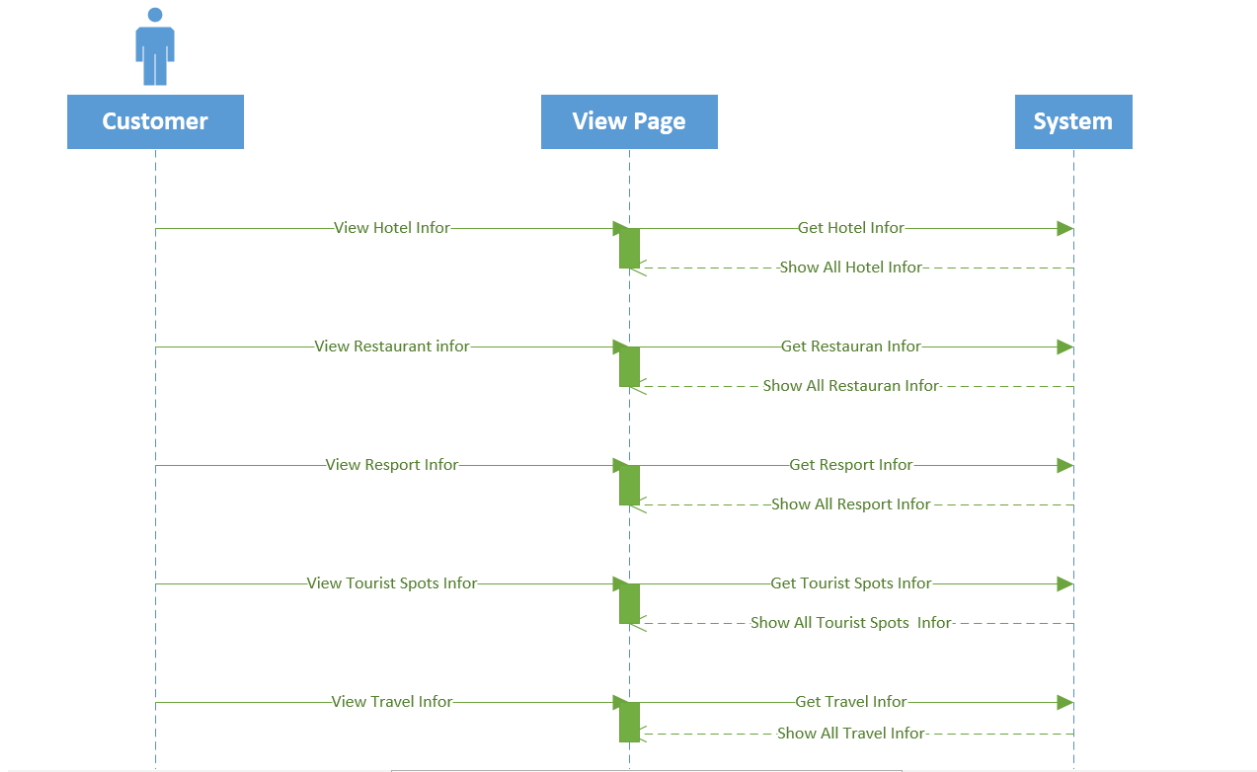 Customer
View Page
System
View Hotel Infor
Get Hotel Infor
Show All Hotel Infor
View Restaurant infor
Get Restauran Infor
Show All Restauran Infor
View Resport Infor
Get Resport Infor
Show All Resport Infor
View Tourist Spots Infor
Get Tourist Spots Infor
Show All Tourist Spots  Infor
View Travel Infor
Get Travel Infor
Show All Travel Infor